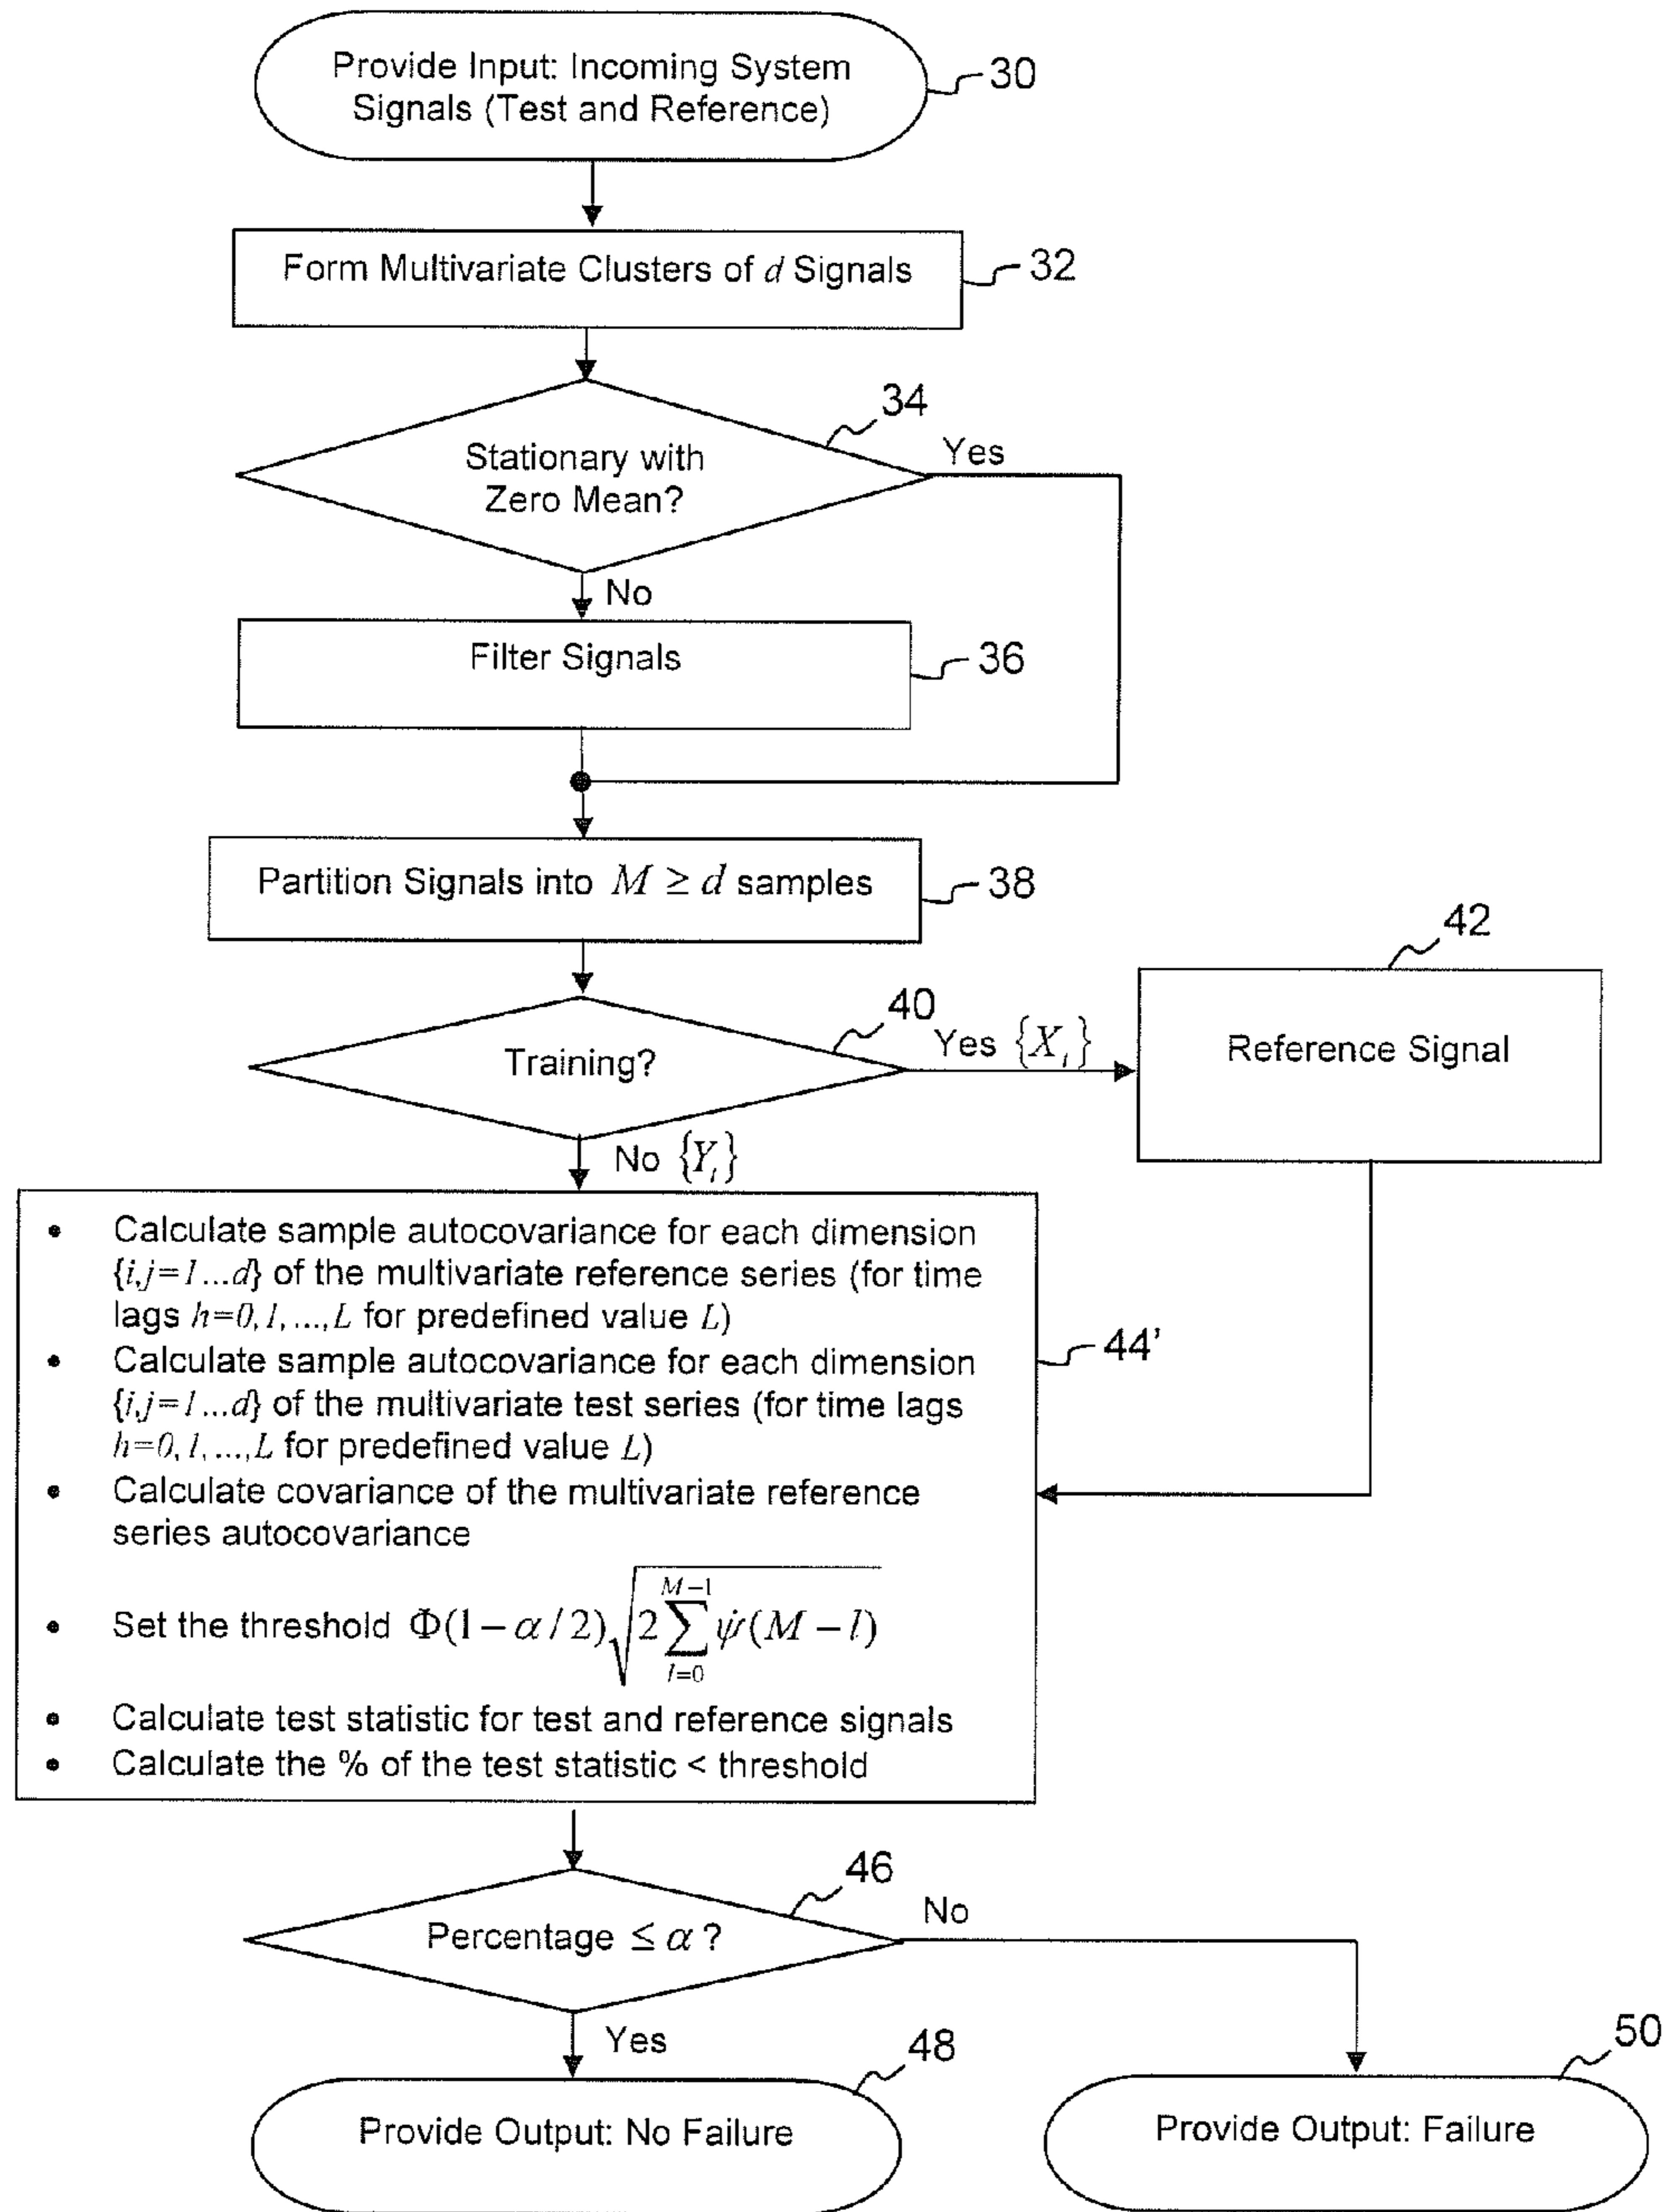 Provide Input: Incoming System
Signals (Test and Reference)
30
Form Multivariate Clusters of d Signals
32
34
Stationary with
Zero Mean?
Yes
No
Filter Signals
36
Partition Signals into M ≥ d samples
38
42
40
Training?
Yes {X_t}
Reference Signal
No {Y_t}
• Calculate sample autocovariance for each dimension
{i,j=1...d} of the multivariate reference series (for time
lags h=0,1,...,L for predefined value L)
44'
• Calculate sample autocovariance for each dimension
{i,j=1...d} of the multivariate test series (for time lags
h=0,1,...,L for predefined value L)
• Calculate covariance of the multivariate reference
series autocovariance
• Set the threshold Φ(1−α/2)√(2∑_{l=0}^{M−1} ψ̇(M−l))
• Calculate test statistic for test and reference signals
• Calculate the % of the test statistic < threshold
46
Percentage ≤ α ?
No
Yes
48
50
Provide Output: No Failure
Provide Output: Failure